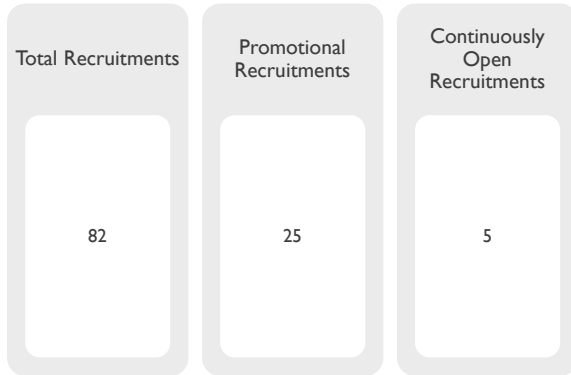 Total Recruitments
82
Promotional
Recruitments
25
Continuously
Open
Recruitments
5